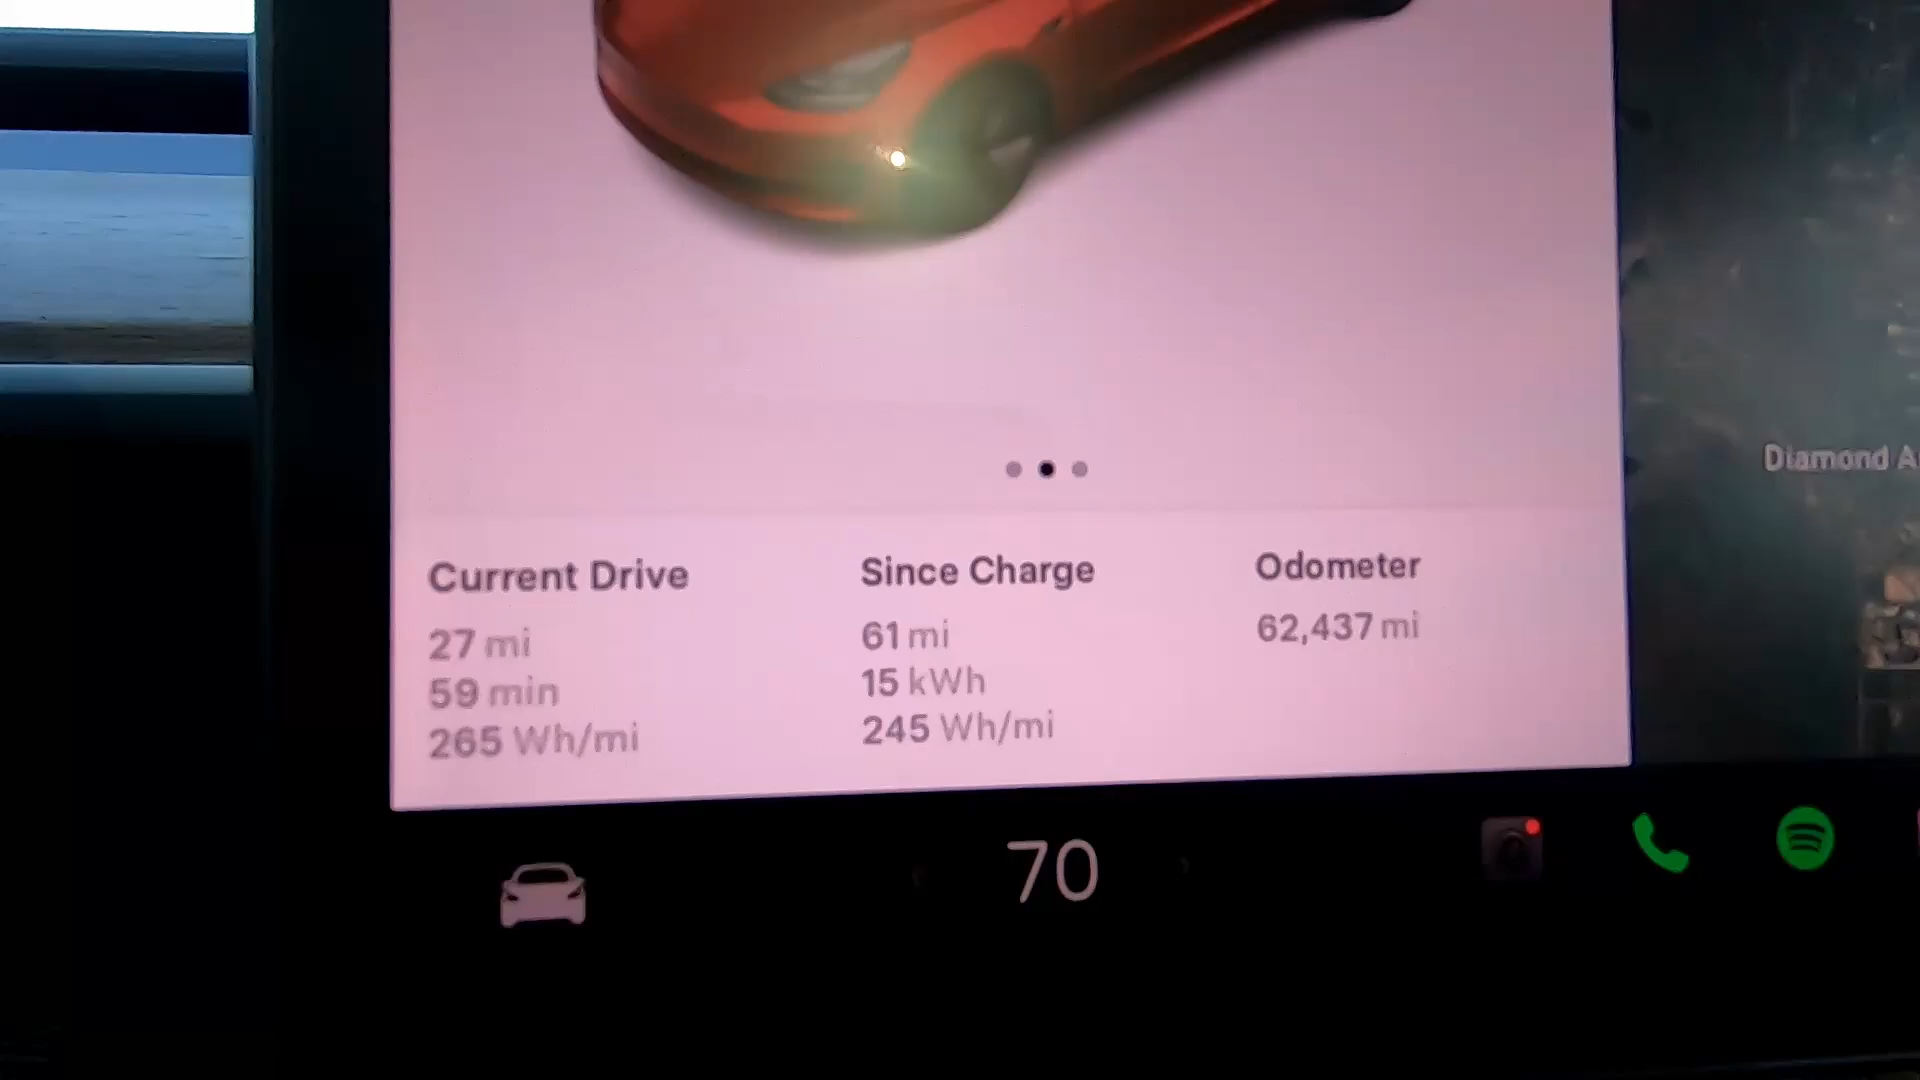 Diamond
Current Drive
27 mi
59 min
265 Wh/mi
Since Charge
61 mi
15 kWh
245 Wh/mi
Odometer
62,437 mi
70